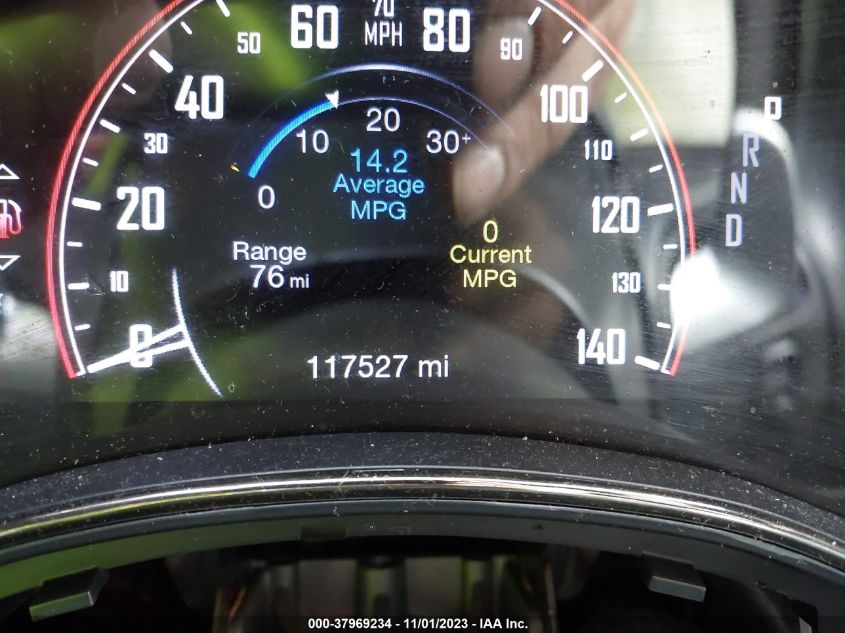 70
MPH
60
80
50
90
40
100
10
20
30+
30
110
14.2
Average
MPG
0
20
120
0
Current
MPG
Range
76 mi
10
130
0
140
117527 mi
P
R
N
D
000-37969234 - 11/01/2023 - IAA Inc.